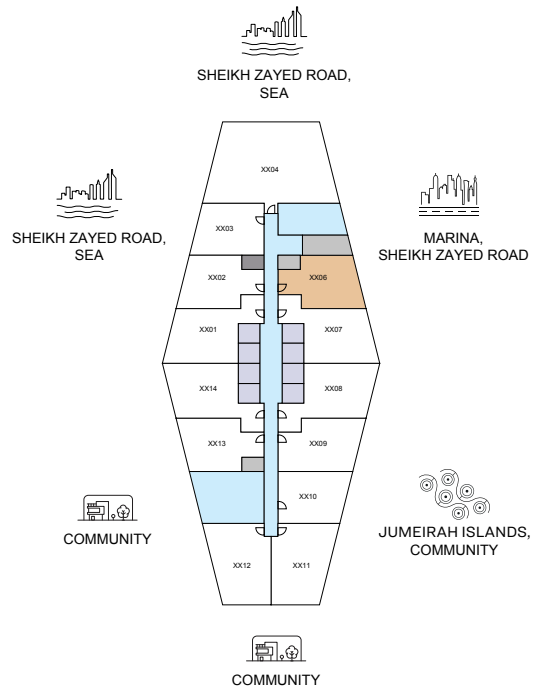 SHEIKH ZAYED ROAD,
SEA
XX04
SHEIKH ZAYED ROAD,
SEA
XX03
MARINA,
SHEIKH ZAYED ROAD
XX02
XX06
XX01
XX07
XX14
XX08
XX13
XX09
XX10
COMMUNITY
JUMEIRAH ISLANDS,
COMMUNITY
XX12
XX11
COMMUNITY